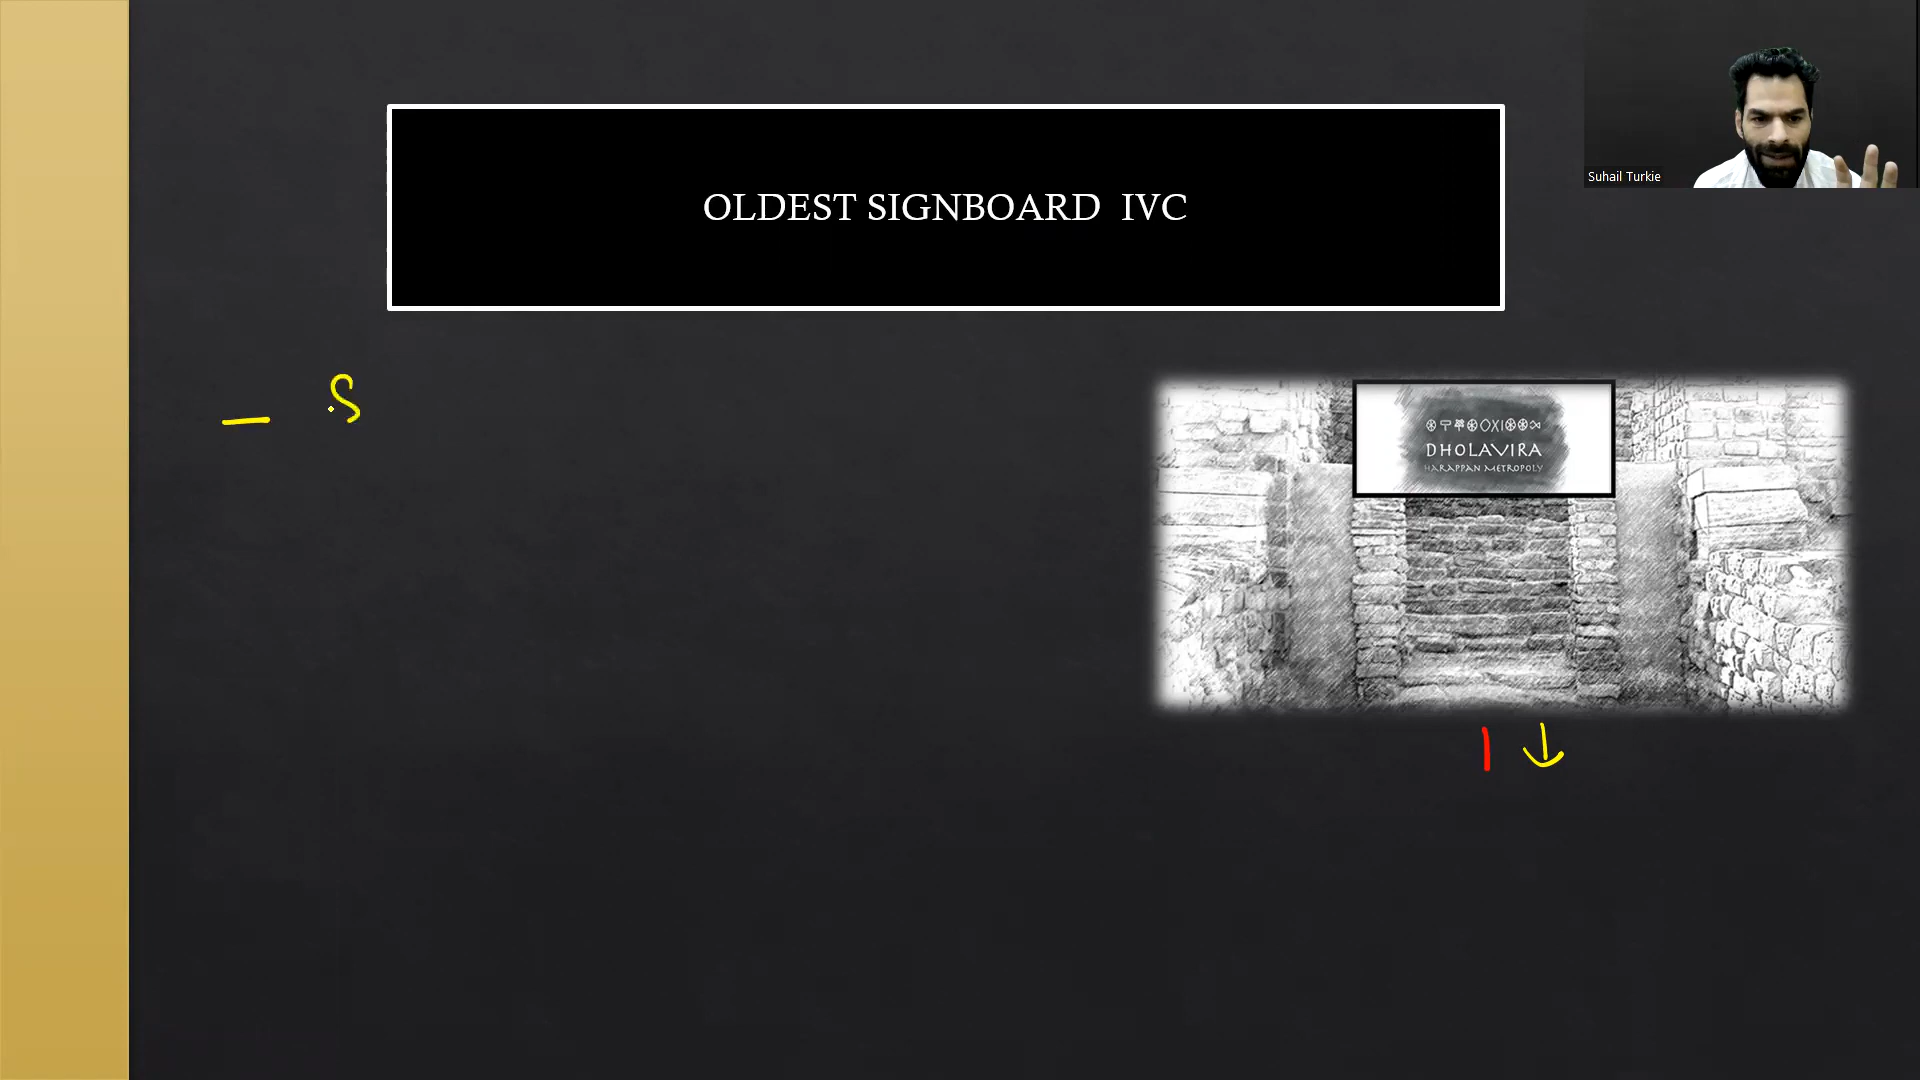 OLDEST SIGNBOARD IVC
Suhail Turkie
— S
DHOLAVIRA
HARAPPAN METROPOLY